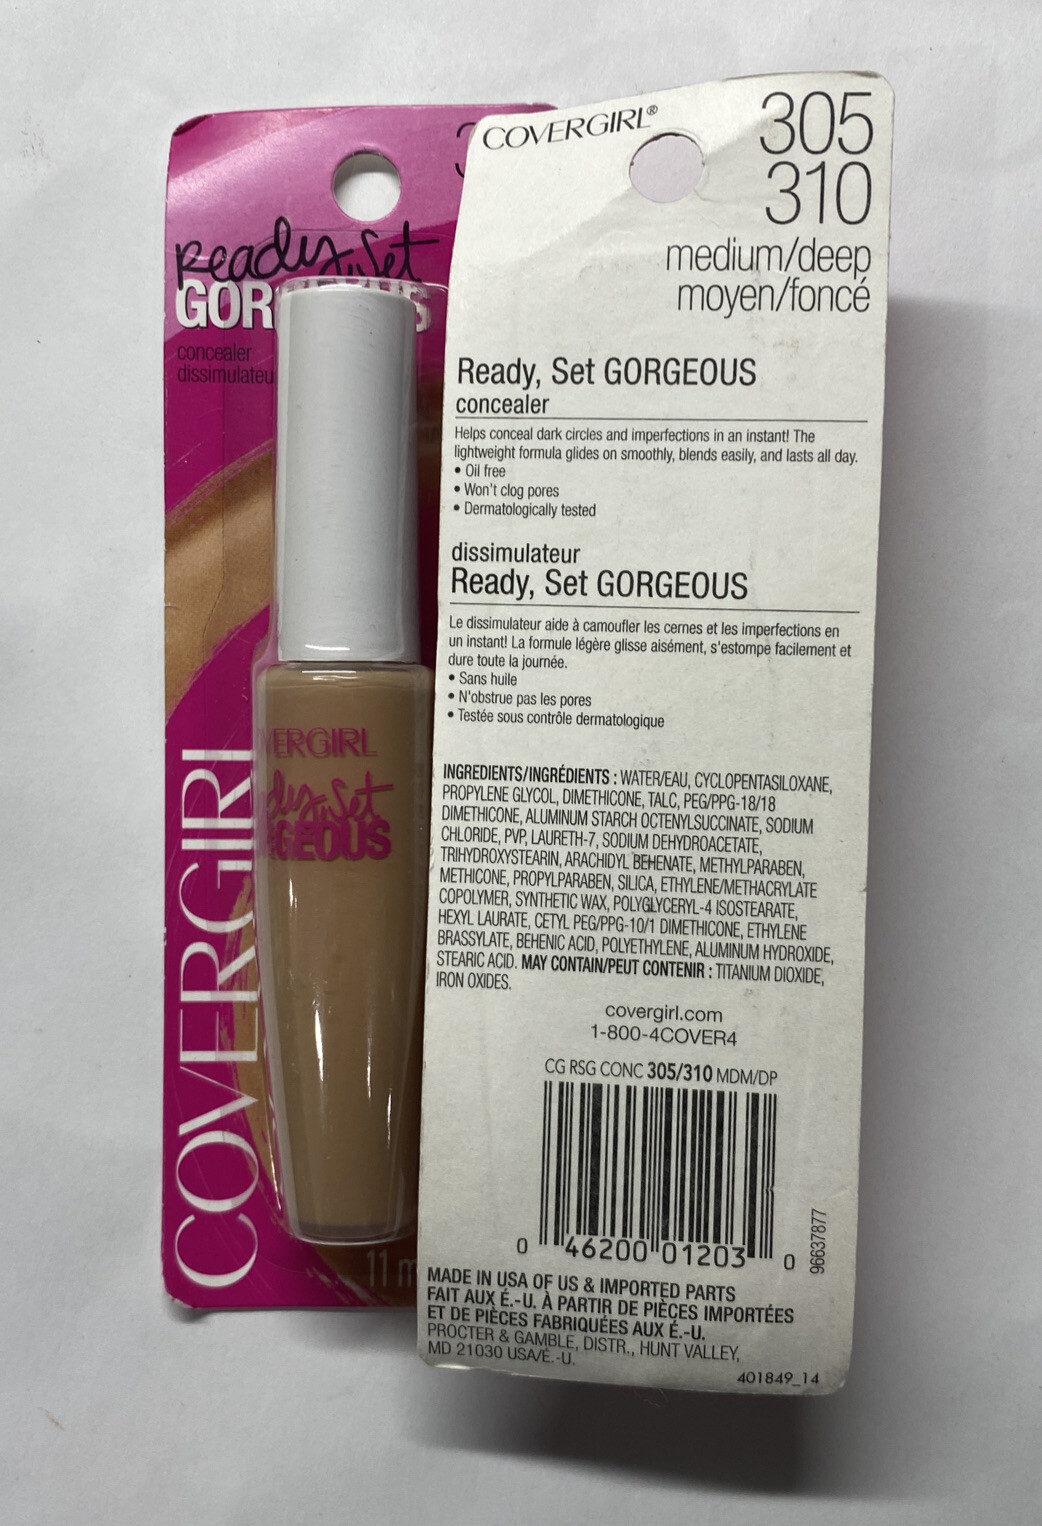 Ready, Set
concealer
COVERGIRL
11
VERGIRL
Set
GEOUS
COVERGIRL®
305
310
medium/deep
moyen/foncé
Ready, Set GORGEOUS
concealer
Helps conceal dark circles and imperfections in an instant! The
lightweight formula glides on smoothly, blends easily, and lasts all day.
• Oil free
• Won't clog pores
• Dermatologically tested
dissimulateur
Ready, Set GORGEOUS
Le dissimulateur aide à camoufler les cernes et les imperfections en
un instant! La formule légère glisse aisément, s'estompe facilement et
dure toute la journée.
• Sans huile
• N'obstrue pas les pores
• Testée sous contrôle dermatologique
INGREDIENTS/INGRÉDIENTS : WATER/EAU, CYCLOPENTASILOXANE,
PROPYLENE GLYCOL, DIMETHICONE, TALC, PEG/PPG-18/18
DIMETHICONE, ALUMINUM STARCH OCTENYLSUCCINATE, SODIUM
CHLORIDE, PVP, LAURETH-7, SODIUM DEHYDROACETATE,
TRIHYDROXYSTEARIN, ARACHIDYL BEHENATE, METHYLPARABEN,
METHICONE, PROPYLPARABEN, SILICA, ETHYLENE/METHACRYLATE
COPOLYMER, SYNTHETIC WAX, POLYGLYCERYL-4 ISOSTEARATE,
HEXYL LAURATE, CETYL PEG/PPG-10/1 DIMETHICONE, ETHYLENE
BRASSYLATE, BEHENIC ACID, POLYETHYLENE, ALUMINUM HYDROXIDE,
STEARIC ACID. MAY CONTAIN/PEUT CONTENIR : TITANIUM DIOXIDE,
IRON OXIDES.
covergirl.com
1-800-4COVER4
CG RSG CONC 305/310 MDM/DP
0 46200 01203 0
96637877
MADE IN USA OF US & IMPORTED PARTS
FAIT AUX É.-U. À PARTIR DE PIÈCES IMPORTÉES
ET DE PIÈCES FABRIQUÉES AUX É.-U.
PROCTER & GAMBLE, DISTR., HUNT VALLEY,
MD 21030 USA/É.-U.
401849_14